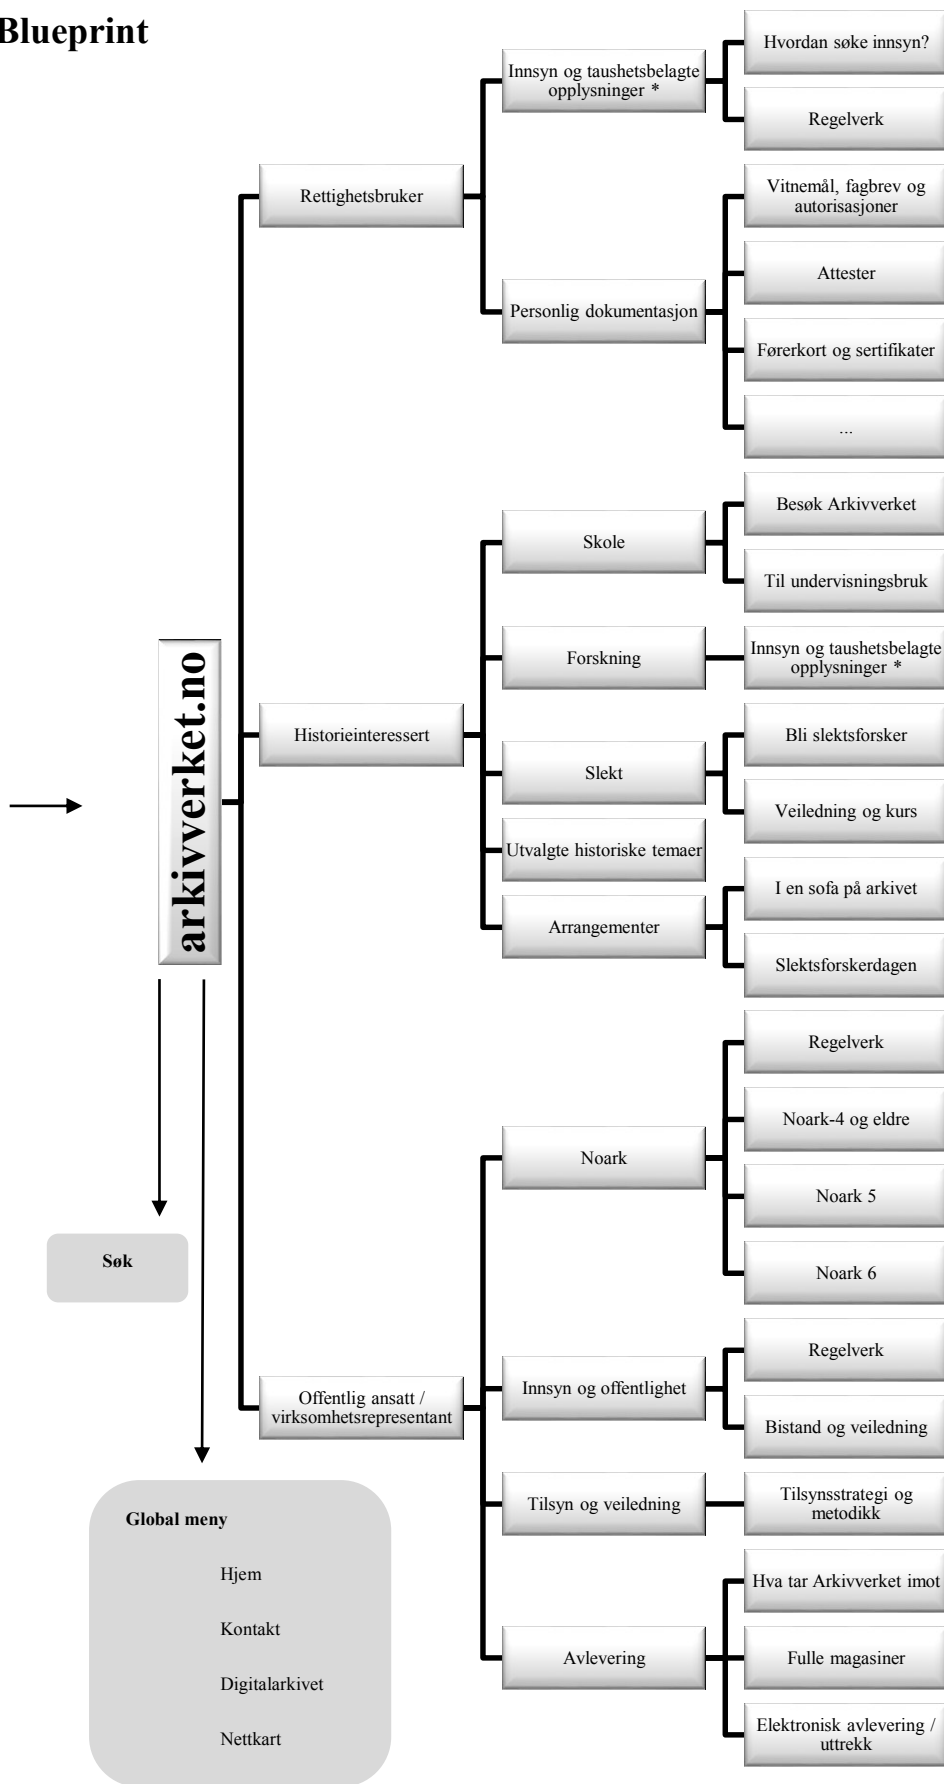 Blueprint
arkivverket.no
Rettighetsbruker
Innsyn og taushetsbelagte
opplysninger *
Hvordan søke innsyn?
Regelverk
Personlig dokumentasjon
Vitnemål, fagbrev og
autorisasjoner
Attester
Førerkort og sertifikater
...
Historieinteressert
Skole
Besøk Arkivverket
Til undervisningsbruk
Forskning
Innsyn og taushetsbelagte
opplysninger *
Slekt
Bli slektsforsker
Veiledning og kurs
Utvalgte historiske temaer
Arrangementer
I en sofa på arkivet
Slektsforskerdagen
Offentlig ansatt /
virksomhetsrepresentant
Noark
Regelverk
Noark-4 og eldre
Noark 5
Noark 6
Innsyn og offentlighet
Regelverk
Bistand og veiledning
Tilsyn og veiledning
Tilsynsstrategi og
metodikk
Avlevering
Hva tar Arkivverket imot
Fulle magasiner
Elektronisk avlevering /
uttrekk
Søk
Global meny
Hjem
Kontakt
Digitalarkivet
Nettkart